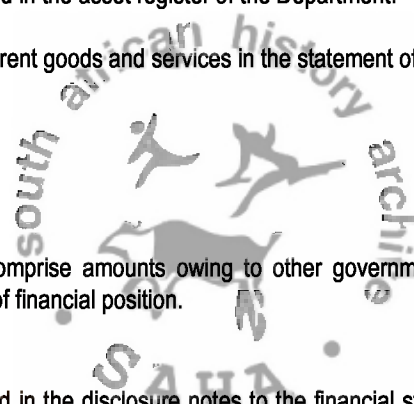 d in the asset register of the Department.
rent goods and services in the statement of
south african history archive
omprise amounts owing to other governm
of financial position.
SAHA
d in the disclosure notes to the financial s